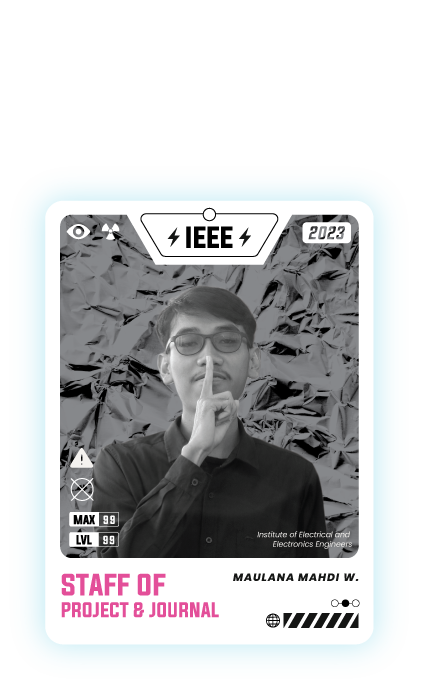 IEEE
2023
MAX 99
LVL 99
Institute of Electrical and
Electronics Engineers
STAFF OF
PROJECT & JOURNAL
MAULANA MAHDI W.